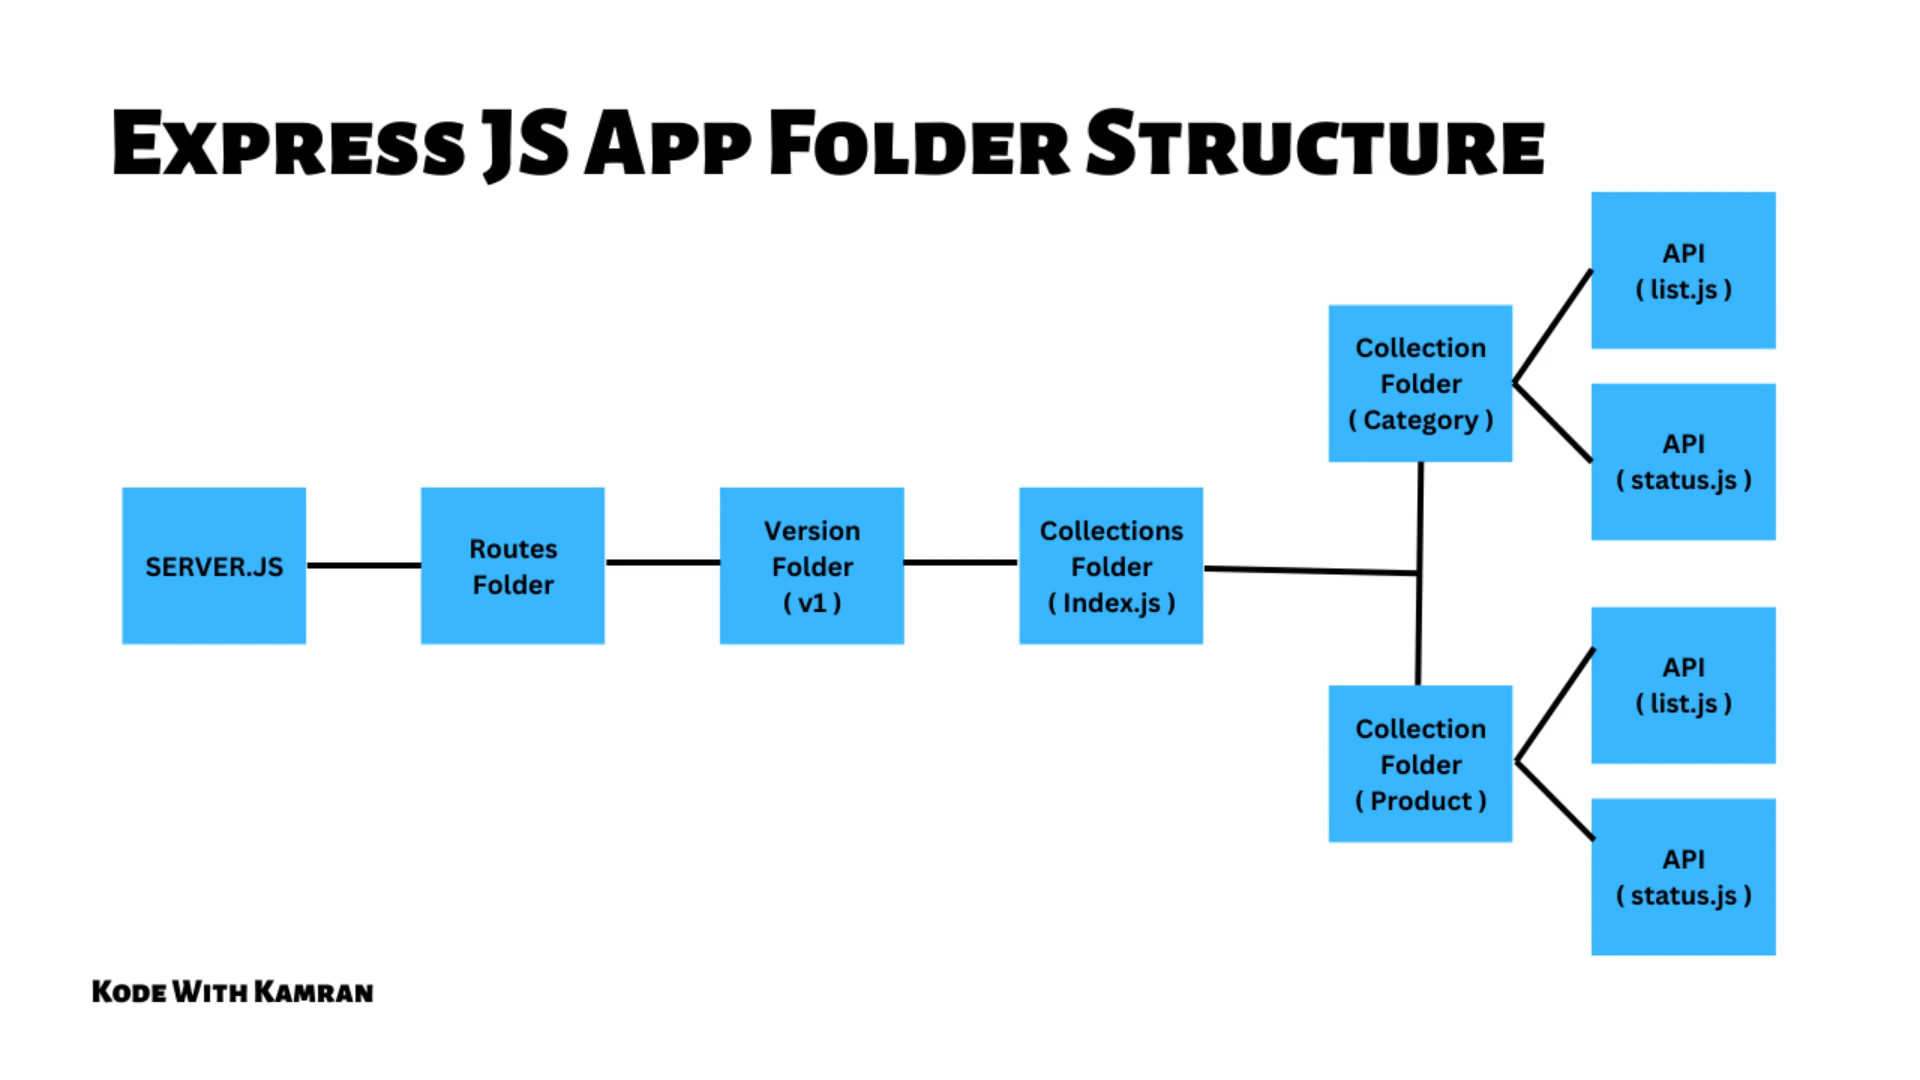 EXPRESS JS APP FOLDER STRUCTURE
SERVER.JS
Routes
Folder
Version
Folder
( v1 )
Collections
Folder
( Index.js )
Collection
Folder
( Category )
API
( list.js )
API
( status.js )
Collection
Folder
( Product )
API
( list.js )
API
( status.js )
KODE WITH KAMRAN